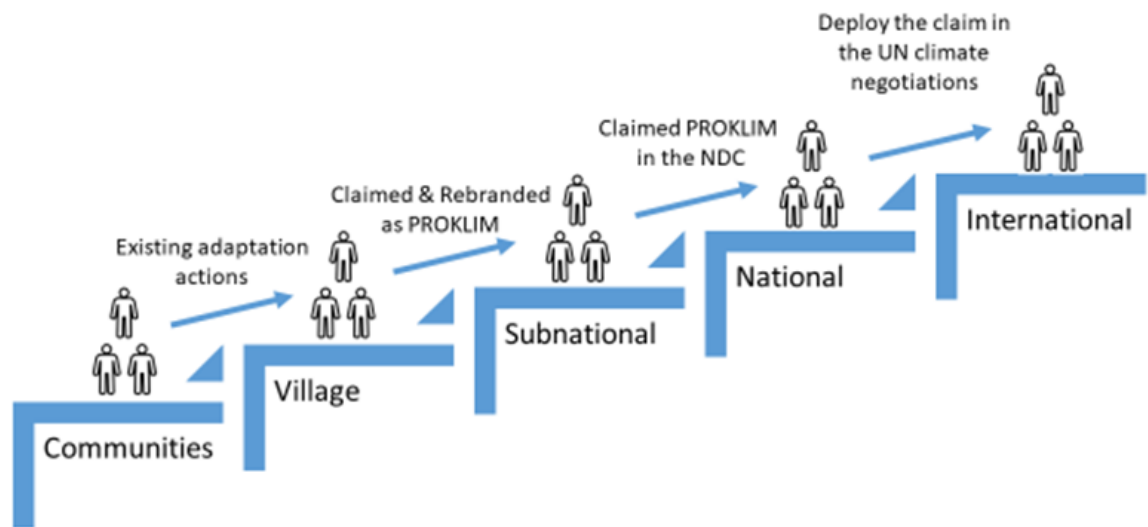 Deploy the claim in
the UN climate
negotiations
Claimed PROKLIM
in the NDC
Claimed & Rebranded
as PROKLIM
Existing adaptation
actions
International
National
Subnational
Village
Communities